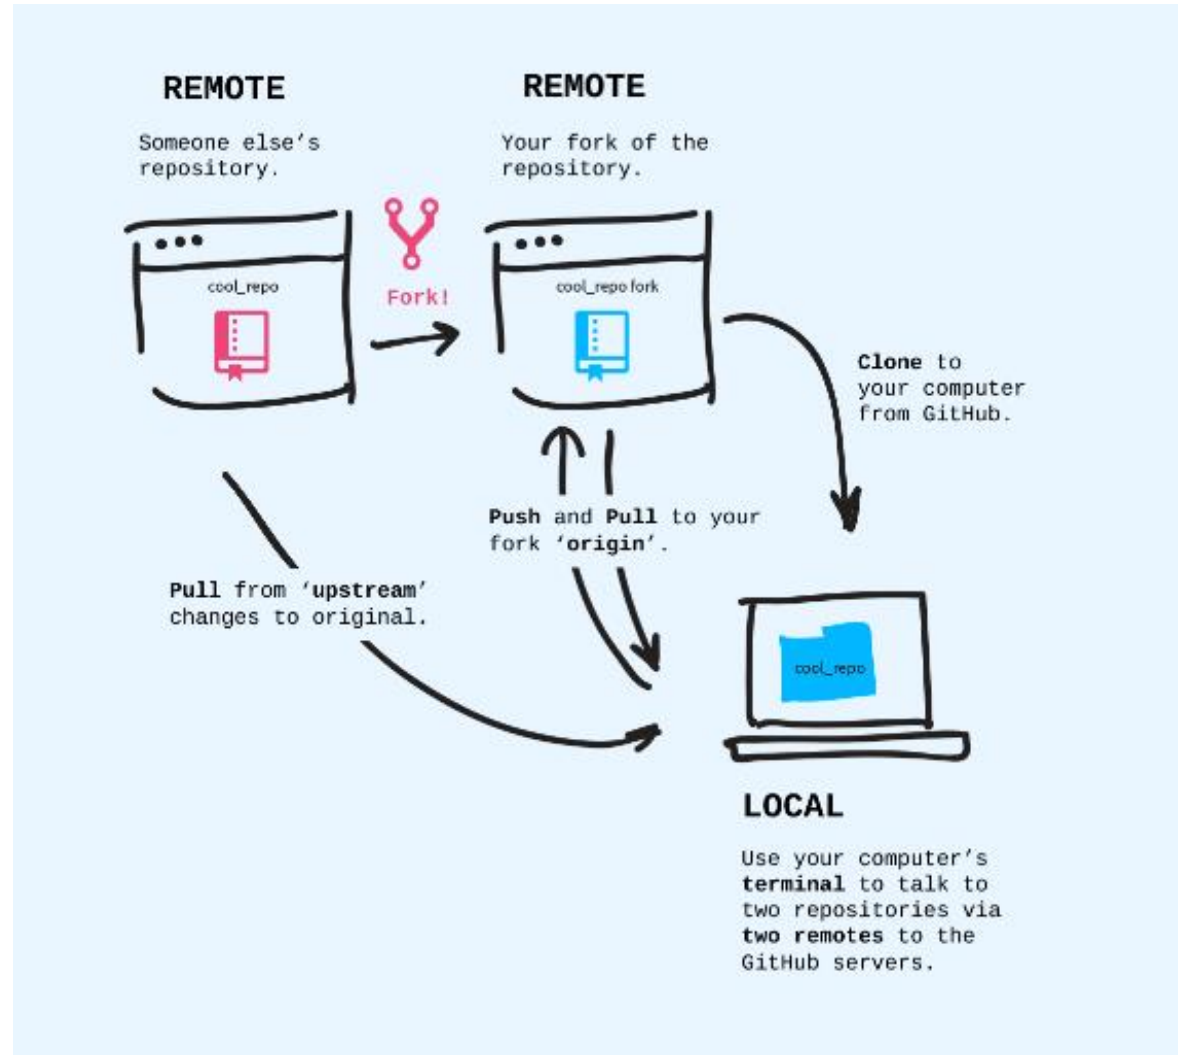 REMOTE
Someone else’s
repository.
cool_repo
Fork!
REMOTE
Your fork of the
repository.
cool_repo fork
Clone to
your computer
from GitHub.
Push and Pull to your
fork ‘origin’.
Pull from ‘upstream’
changes to original.
cool_repo
LOCAL
Use your computer’s
terminal to talk to
two repositories via
two remotes to the
GitHub servers.